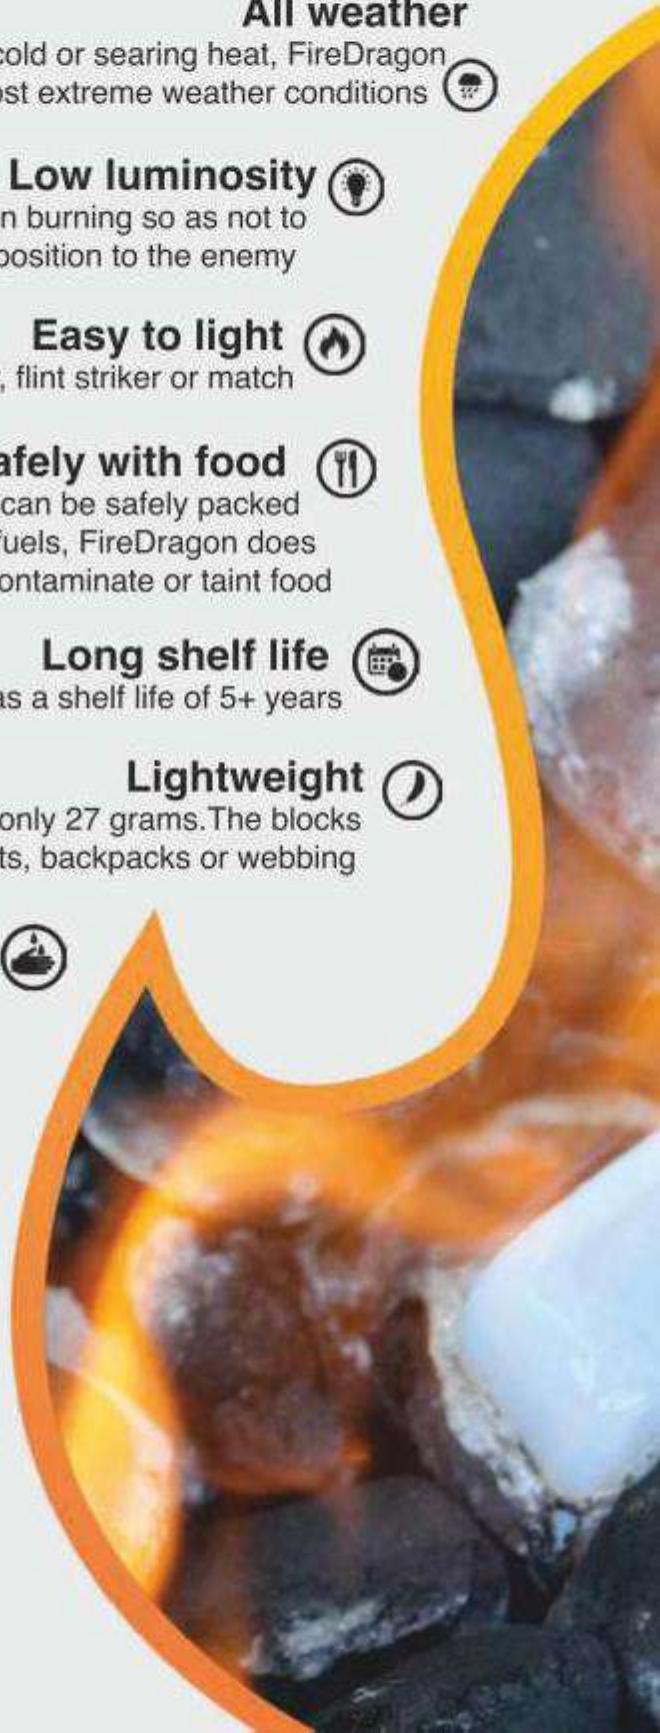 All weather
cold or searing heat, FireDragon
ost extreme weather conditions
Low luminosity
n burning so as not to
position to the enemy
Easy to light
, flint striker or match
afely with food
can be safely packed
fuels, FireDragon does
ontaminate or taint food
Long shelf life
as a shelf life of 5+ years
Lightweight
only 27 grams.The blocks
ts, backpacks or webbing